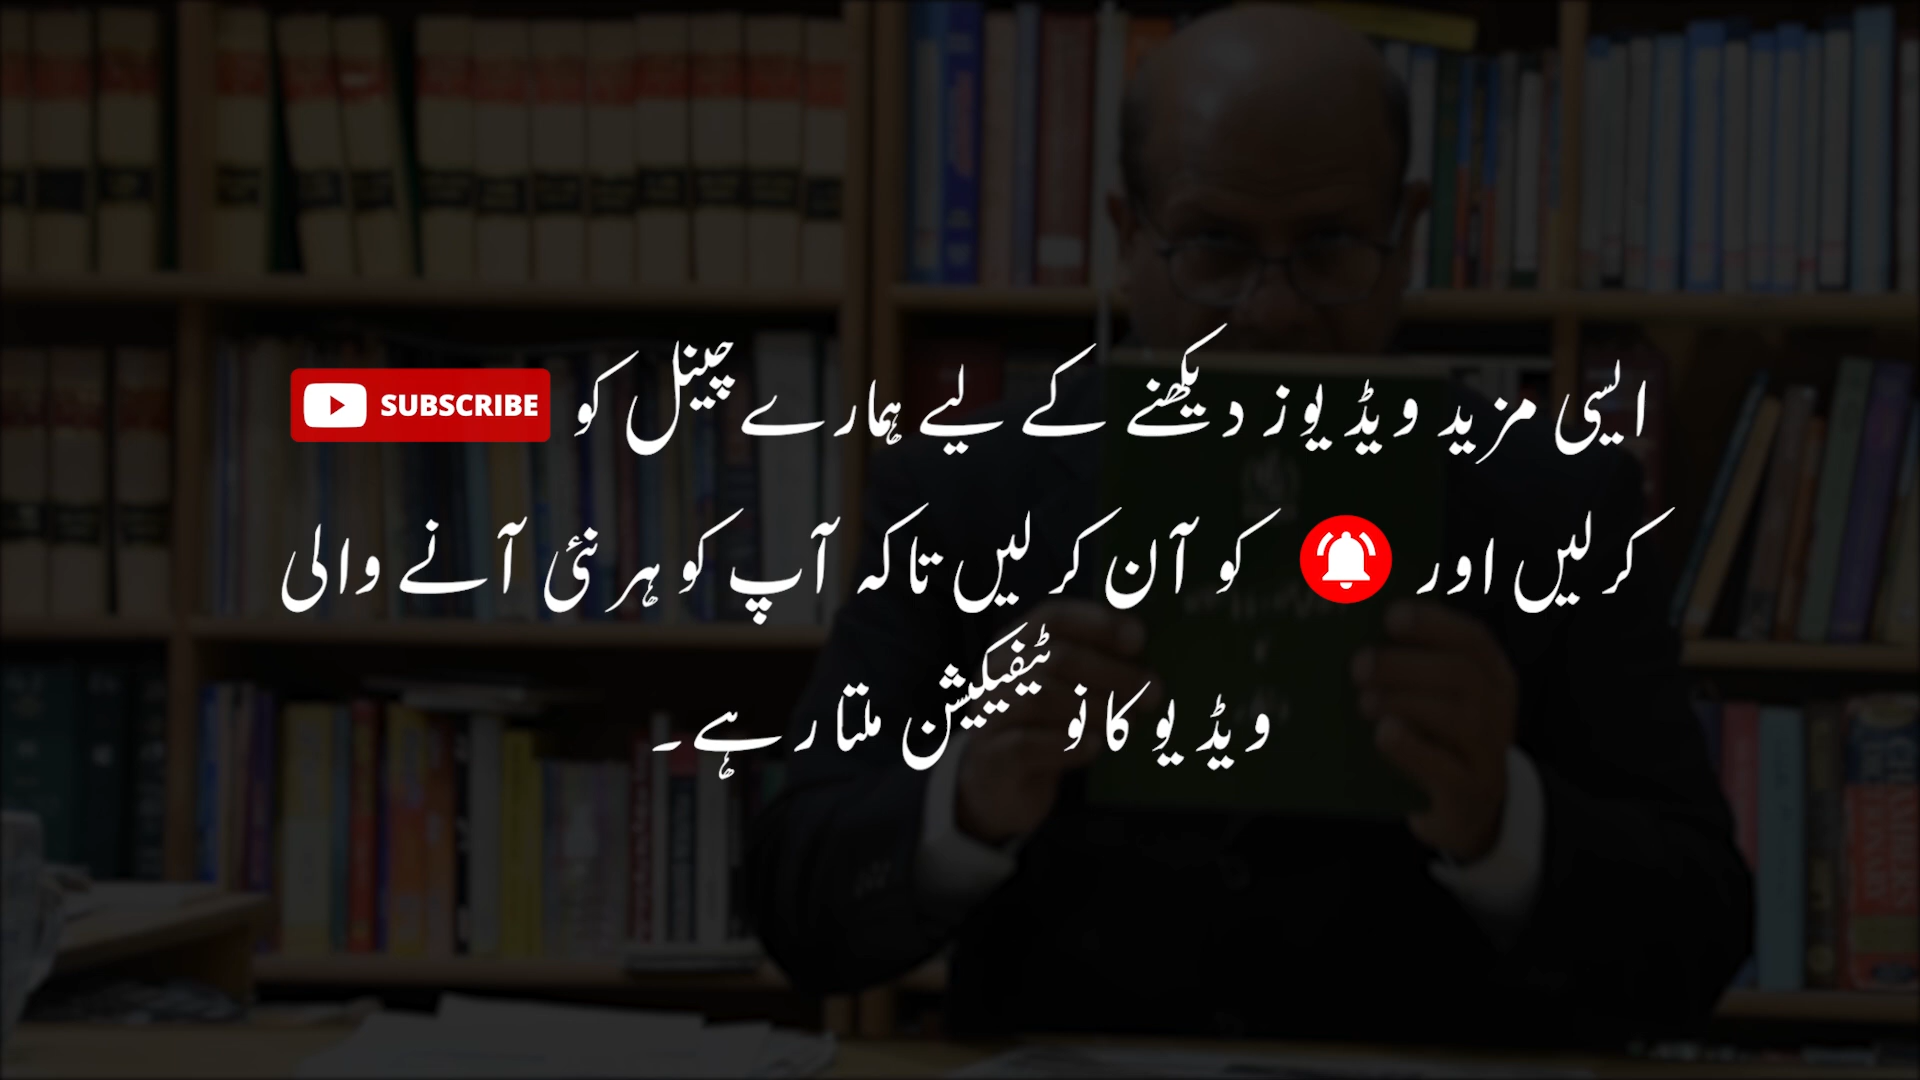 ایسی مزید ویڈیوز دیکھنے کے لیے ہمارے چینل کو SUBSCRIBE
کرلیں اور کو آن کرلیں تاکہ آپ کو ہر نئی آنے والی
ویڈیو کا نوٹیفیکیشن ملتا رہے۔